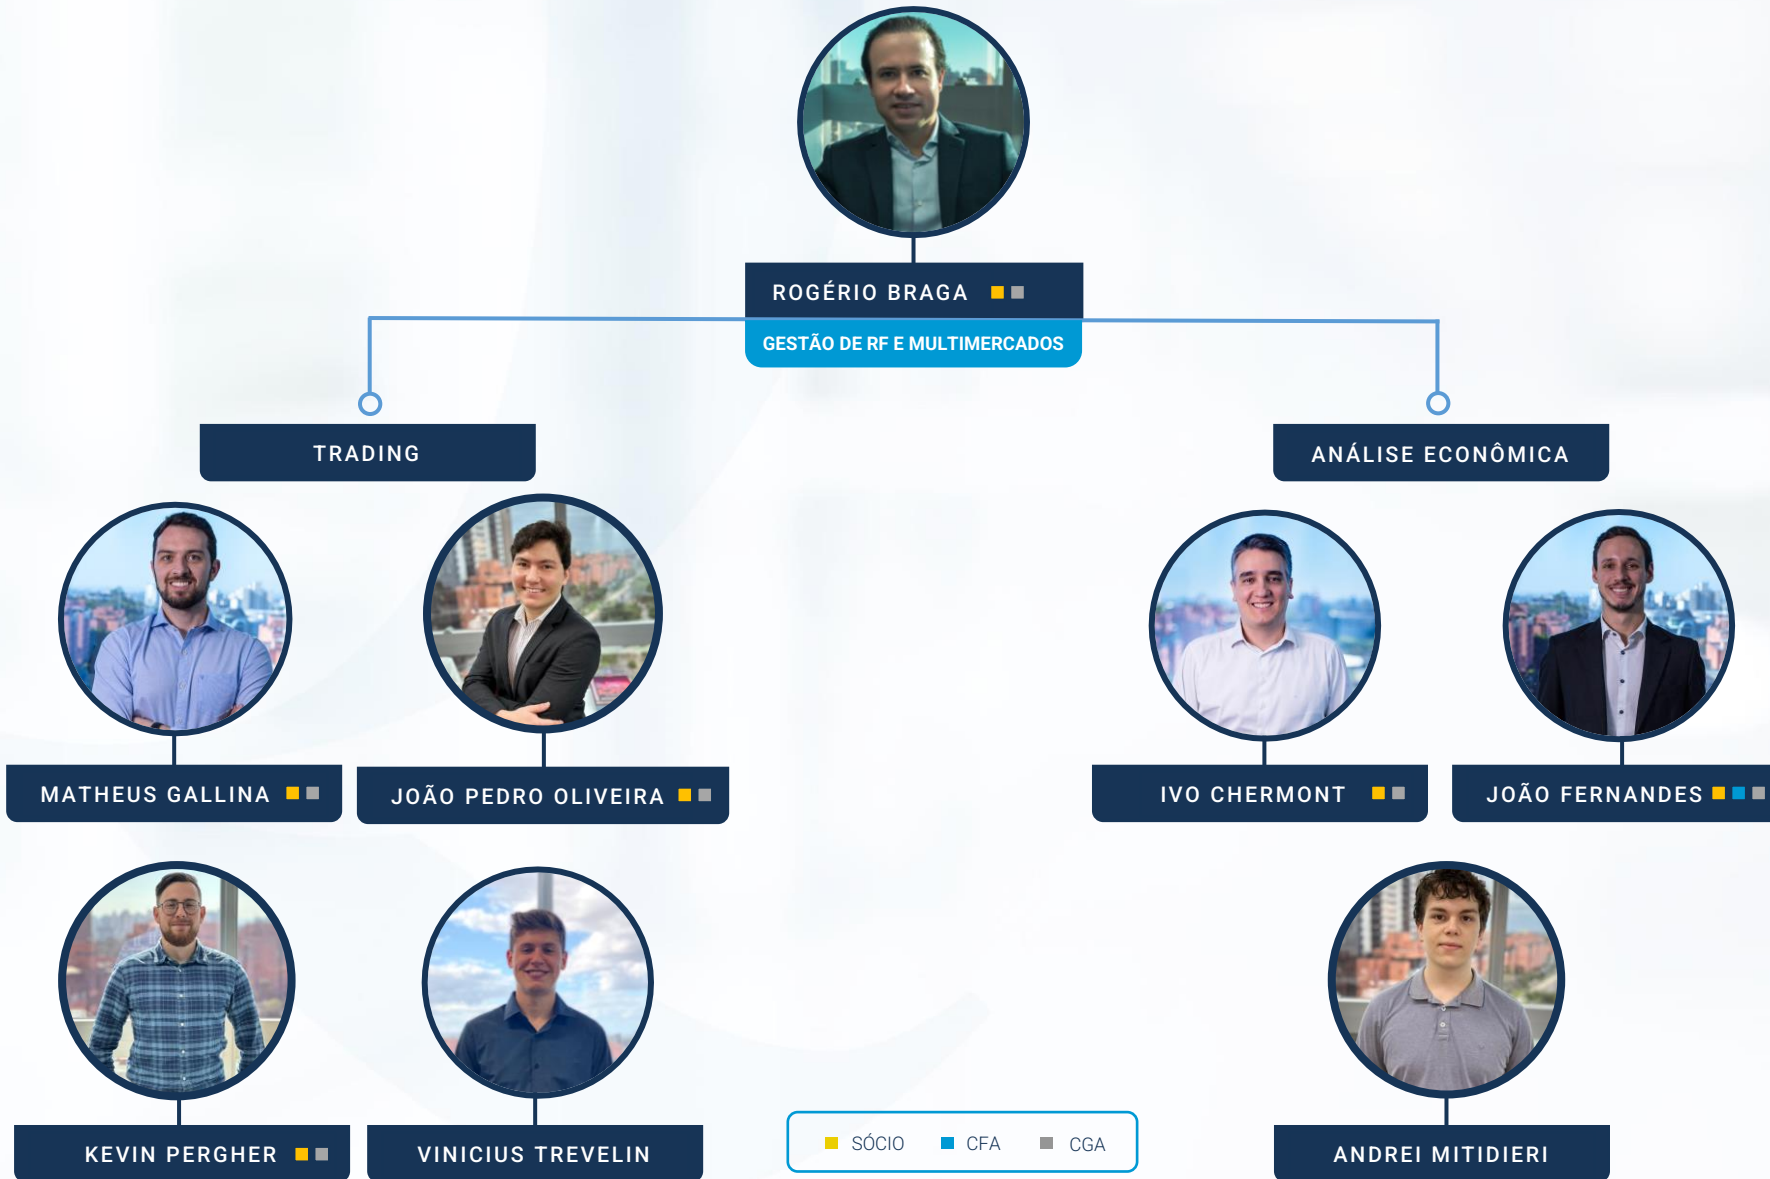 ROGÉRIO BRAGA
GESTÃO DE RF E MULTIMERCADOS
TRADING
ANÁLISE ECONÔMICA
MATHEUS GALLINA
JOÃO PEDRO OLIVEIRA
IVO CHERMONT
JOÃO FERNANDES
KEVIN PERGHER
VINICIUS TREVELIN
SÓCIO
CFA
CGA
ANDREI MITIDIERI